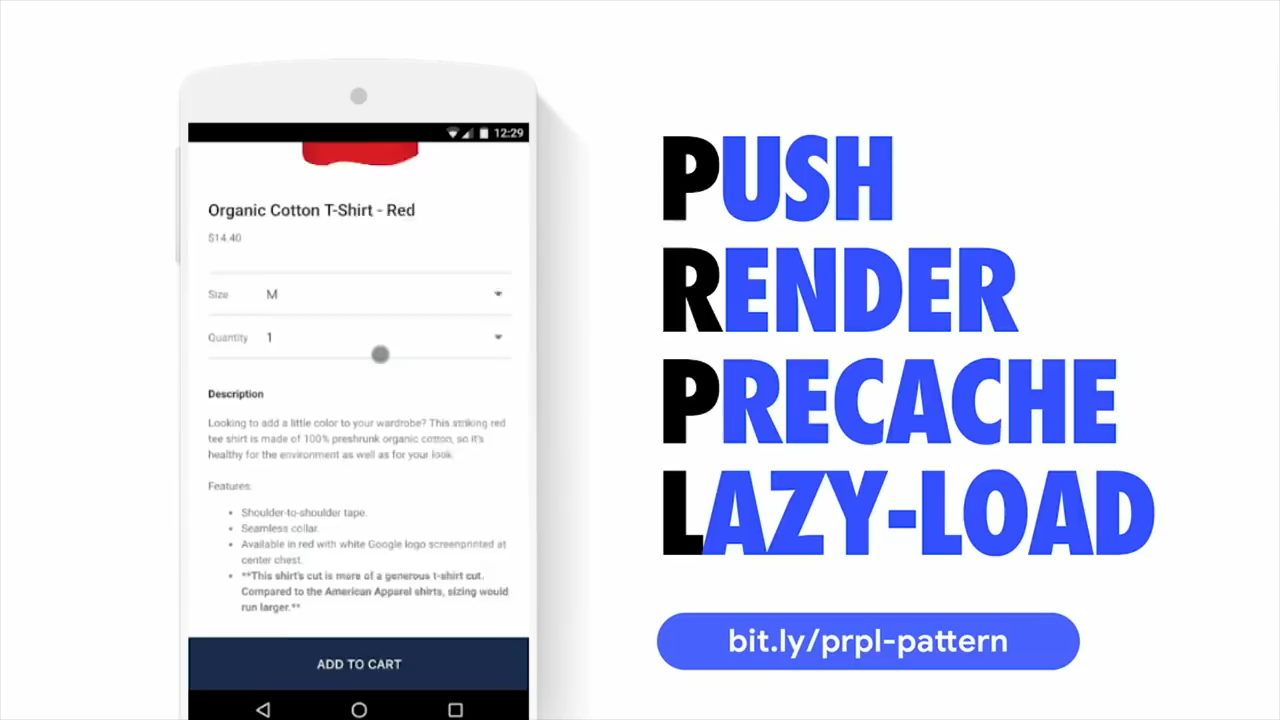 12:29
Organic Cotton T-Shirt - Red
$14.40
Size M
Quantity 1
Description
Looking to add a little color to your wardrobe? This striking red
tee shirt is made of 100% preshrunk organic cotton, so it's
healthy for the environment as well as for your look.
Features:
• Shoulder-to-shoulder tape.
• Seamless collar.
• Available in red with white Google logo screenprinted at
center chest.
• **This shirt's cut is more of a generous t-shirt cut.
Compared to the American Apparel shirts, sizing would
run larger.**
ADD TO CART
PUSH
RENDER
PRECACHE
LAZY-LOAD
bit.ly/prpl-pattern